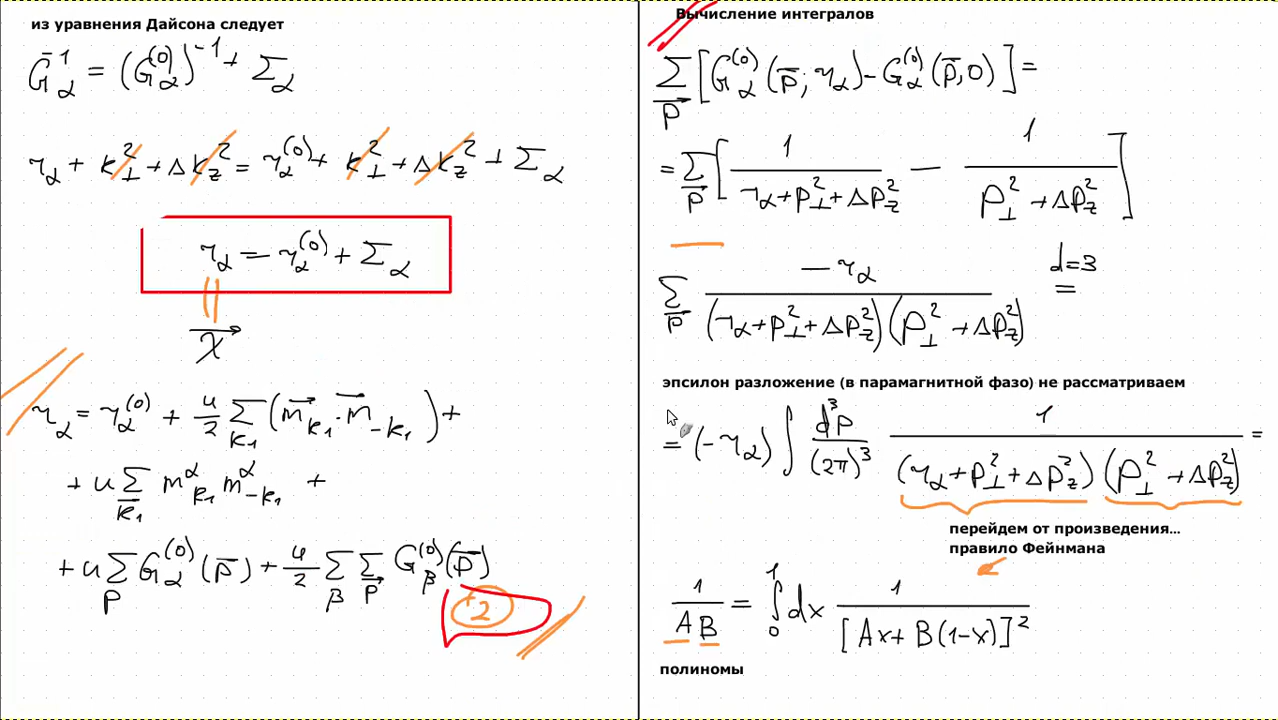 из уравнения Дайсона следует
G_α^{-1} = (G_α^{(0)})^{-1} + Σ_α
τ_α + k_⊥^2 + Δk_z^2 = τ_α^{(0)} + k_⊥^2 + Δk_z^2 + Σ_α
τ_α = τ_α^{(0)} + Σ_α
χ
τ_α = τ_α^{(0)} + u/2 Σ_{k_1} (m_{k_1} · m_{-k_1}) +
+ u Σ_{k_1} m_{k_1}^α m_{-k_1}^α +
+ u Σ_p G_α^{(0)}(p) + u/2 Σ_β Σ_p G_β^{(0)}(p)
+2
Вычисление интегралов
Σ_p [G_α^{(0)}(p, τ_α) - G_α^{(0)}(p, 0)] =
= Σ_p [1/(τ_α + p_⊥^2 + Δp_z^2) - 1/(p_⊥^2 + Δp_z^2)]
Σ_p -τ_α/((τ_α + p_⊥^2 + Δp_z^2)(p_⊥^2 + Δp_z^2)) = d=3
эпсилон разложение (в парамагнитной фазо) не рассматриваем
= (-τ_α) ∫ d^3p/(2π)^3 1/((τ_α + p_⊥^2 + Δp_z^2)(p_⊥^2 + Δp_z^2)) =
перейдем от произведения...
правило Фейнмана
1/AB = ∫_0^1 dx 1/[Ax + B(1-x)]^2
полиномы